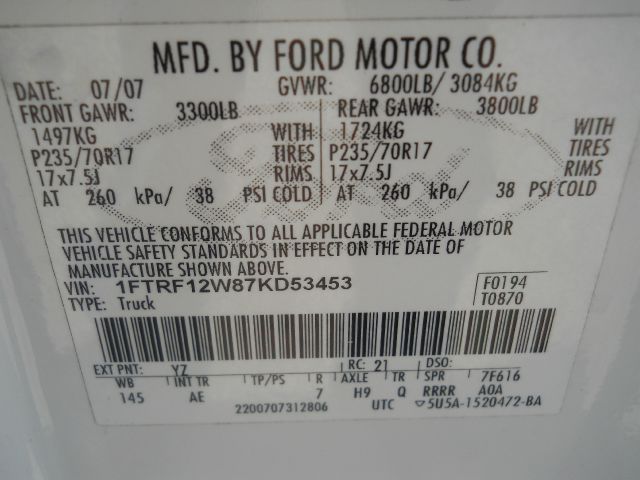 MFD. BY FORD MOTOR CO.
DATE: 07/07 GVWR: 6800LB/ 3084KG
FRONT GAWR: 3300LB REAR GAWR: 3800LB
1497KG WITH 1724KG WITH
P235/70R17 TIRES P235/70R17 TIRES
17x7.5J RIMS 17x7.5J RIMS
AT 260 kPa/ 38 PSI COLD AT 260 kPa/ 38 PSI COLD
THIS VEHICLE CONFORMS TO ALL APPLICABLE FEDERAL MOTOR
VEHICLE SAFETY STANDARDS IN EFFECT ON THE DATE OF
MANUFACTURE SHOWN ABOVE.
VIN: 1FTRF12W87KD53453 F0194
TYPE: Truck T0870
EXT PNT: YZ RC: 21 DSO:
WB INT TR TP/PS R AXLE TR SPR 7F616
145 AE 7 H9 Q RRRR A0A
2200707312806 UTC ▽5U5A-1520472-BA
Ford